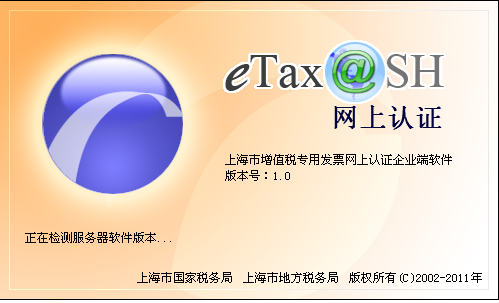 eTax@SH
网上认证
上海市增值税专用发票网上认证企业端软件
版本号：1.0
正在检测服务器软件版本...
上海市国家税务局 上海市地方税务局 版权所有(C)2002-2011年